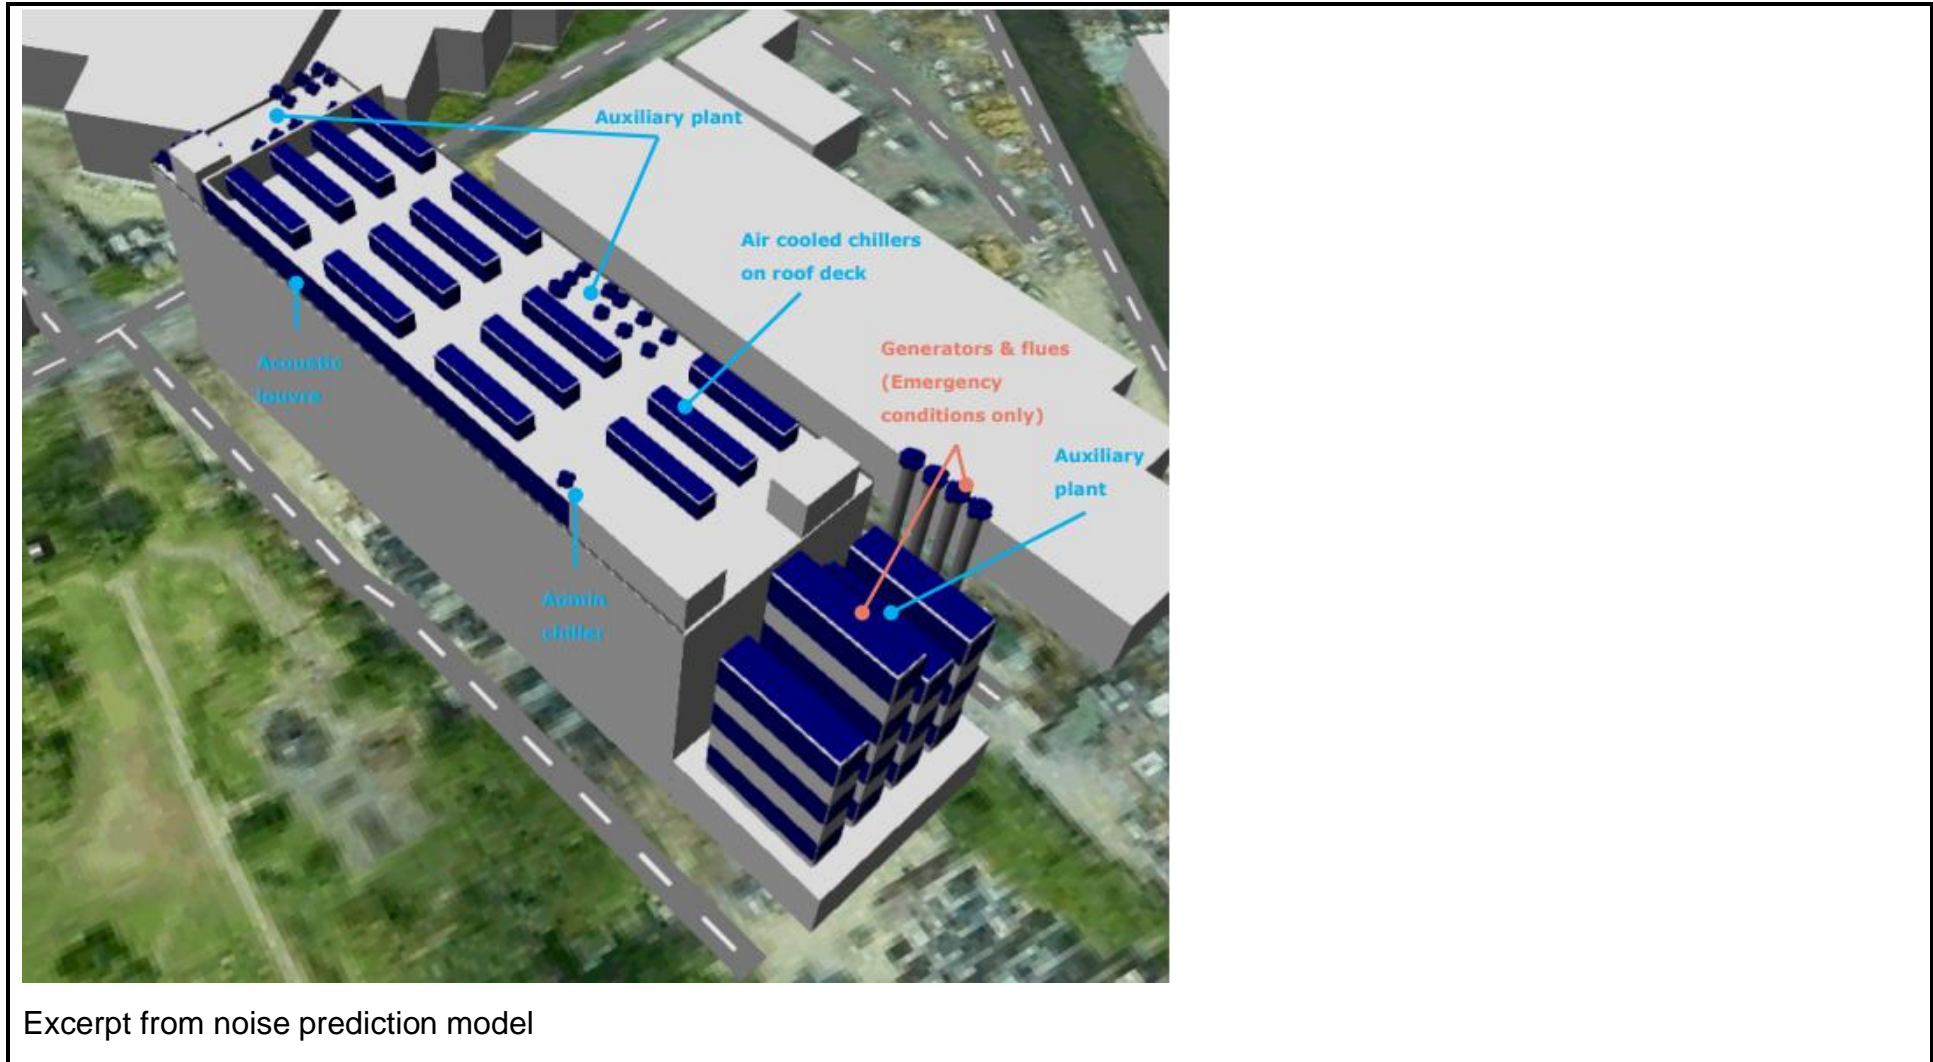 Auxiliary plant
Air cooled chillers
on roof deck
Generators & flues
(Emergency
conditions only)
Acoustic
louvre
Auxiliary
plant
Admin
chiller
Excerpt from noise prediction model